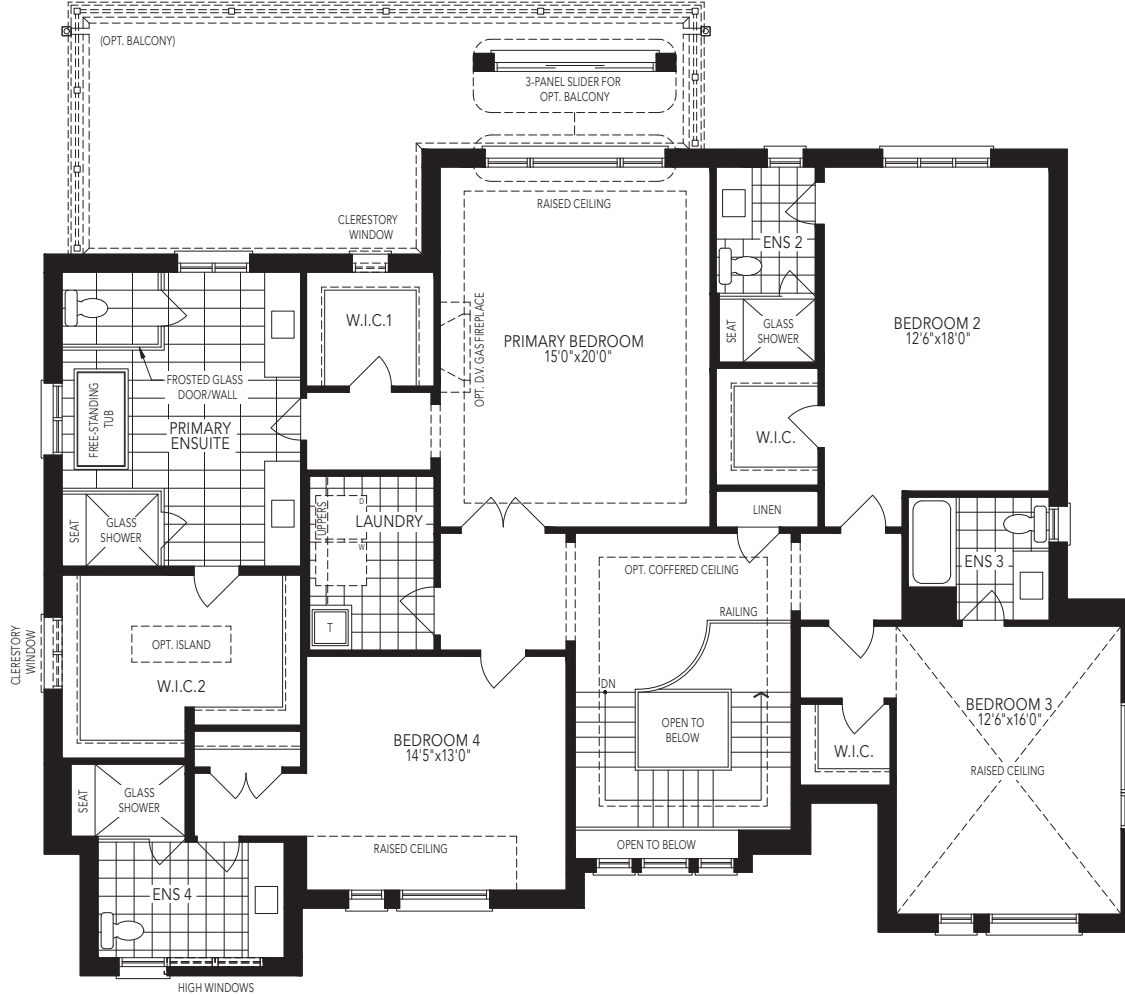 (OPT. BALCONY)
3-PANEL SLIDER FOR
OPT. BALCONY
CLERESTORY
WINDOW
RAISED CEILING
ENS 2
W.I.C.1
OPT. D.V. GAS FIREPLACE
PRIMARY BEDROOM
15'0"x20'0"
SEAT
GLASS
SHOWER
BEDROOM 2
12'6"x18'0"
FROSTED GLASS
DOOR/WALL
FREE-STANDING
TUB
PRIMARY
ENSUITE
W.I.C.
SEAT
GLASS
SHOWER
UPPERS
D
LAUNDRY
W
T
LINEN
OPT. COFFERED CEILING
ENS 3
RAILING
CLERESTORY
WINDOW
OPT. ISLAND
W.I.C.2
DN
OPEN TO
BELOW
BEDROOM 3
12'6"x16'0"
BEDROOM 4
14'5"x13'0"
W.I.C.
RAISED CEILING
SEAT
GLASS
SHOWER
RAISED CEILING
OPEN TO BELOW
ENS 4
HIGH WINDOWS